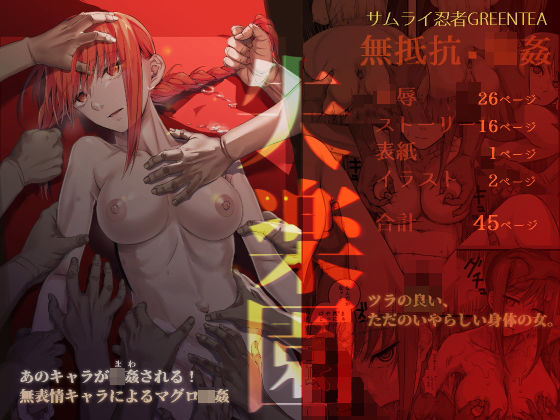 サムライ忍者GREENTEA
無抵抗・姦
辱 26ページ
ストーリー 16ページ
表紙 1ページ
イラスト 2ページ
合計 45ページ
犬楽園
ツラの良い、
ただのいやらしい身体の女。
あのキャラが姦される!
まわ
無表情キャラによるマグロ姦